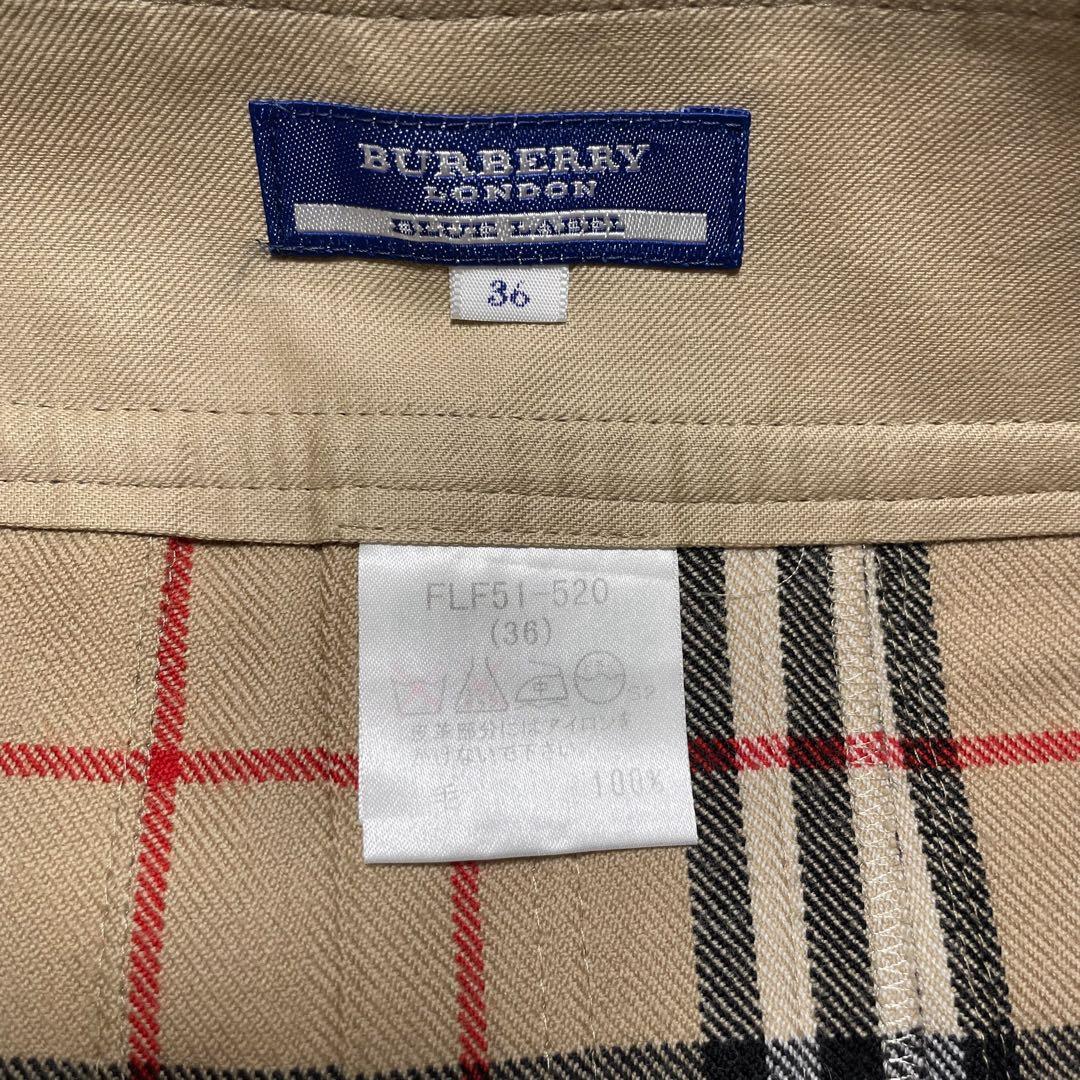 BURBERRY
LONDON
BLUE LABEL
36
FLF51-520
(36)
皮革部分にはアイロンを
かけないで下さい
毛 100%